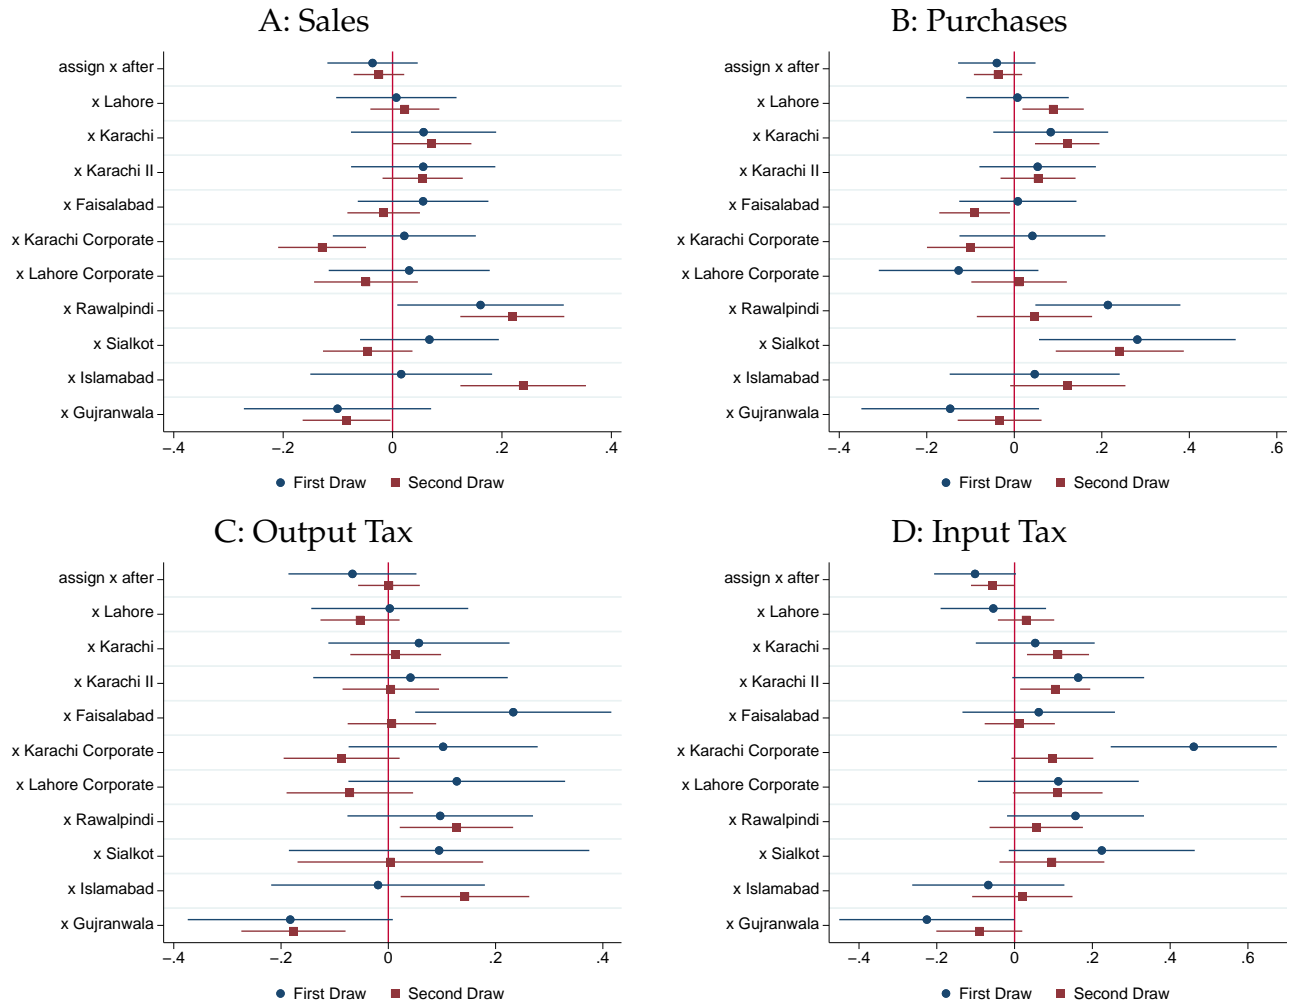 A: Sales
assign x after
x Lahore
x Karachi
x Karachi II
x Faisalabad
x Karachi Corporate
x Lahore Corporate
x Rawalpindi
x Sialkot
x Islamabad
x Gujranwala
−.4 −.2 0 .2 .4
First Draw Second Draw
B: Purchases
assign x after
x Lahore
x Karachi
x Karachi II
x Faisalabad
x Karachi Corporate
x Lahore Corporate
x Rawalpindi
x Sialkot
x Islamabad
x Gujranwala
−.4 −.2 0 .2 .4 .6
First Draw Second Draw
C: Output Tax
assign x after
x Lahore
x Karachi
x Karachi II
x Faisalabad
x Karachi Corporate
x Lahore Corporate
x Rawalpindi
x Sialkot
x Islamabad
x Gujranwala
−.4 −.2 0 .2 .4
First Draw Second Draw
D: Input Tax
assign x after
x Lahore
x Karachi
x Karachi II
x Faisalabad
x Karachi Corporate
x Lahore Corporate
x Rawalpindi
x Sialkot
x Islamabad
x Gujranwala
−.4 −.2 0 .2 .4 .6
First Draw Second Draw